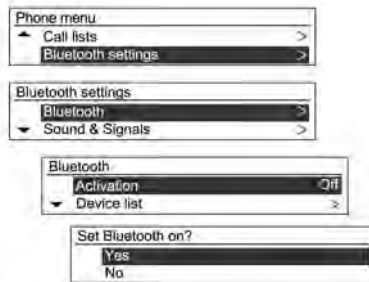 Phone menu
Call lists >
Bluetooth settings >
Bluetooth settings
Bluetooth >
Sound & Signals >
Bluetooth
Activation Off
Device list >
Set Bluetooth on?
Yes
No